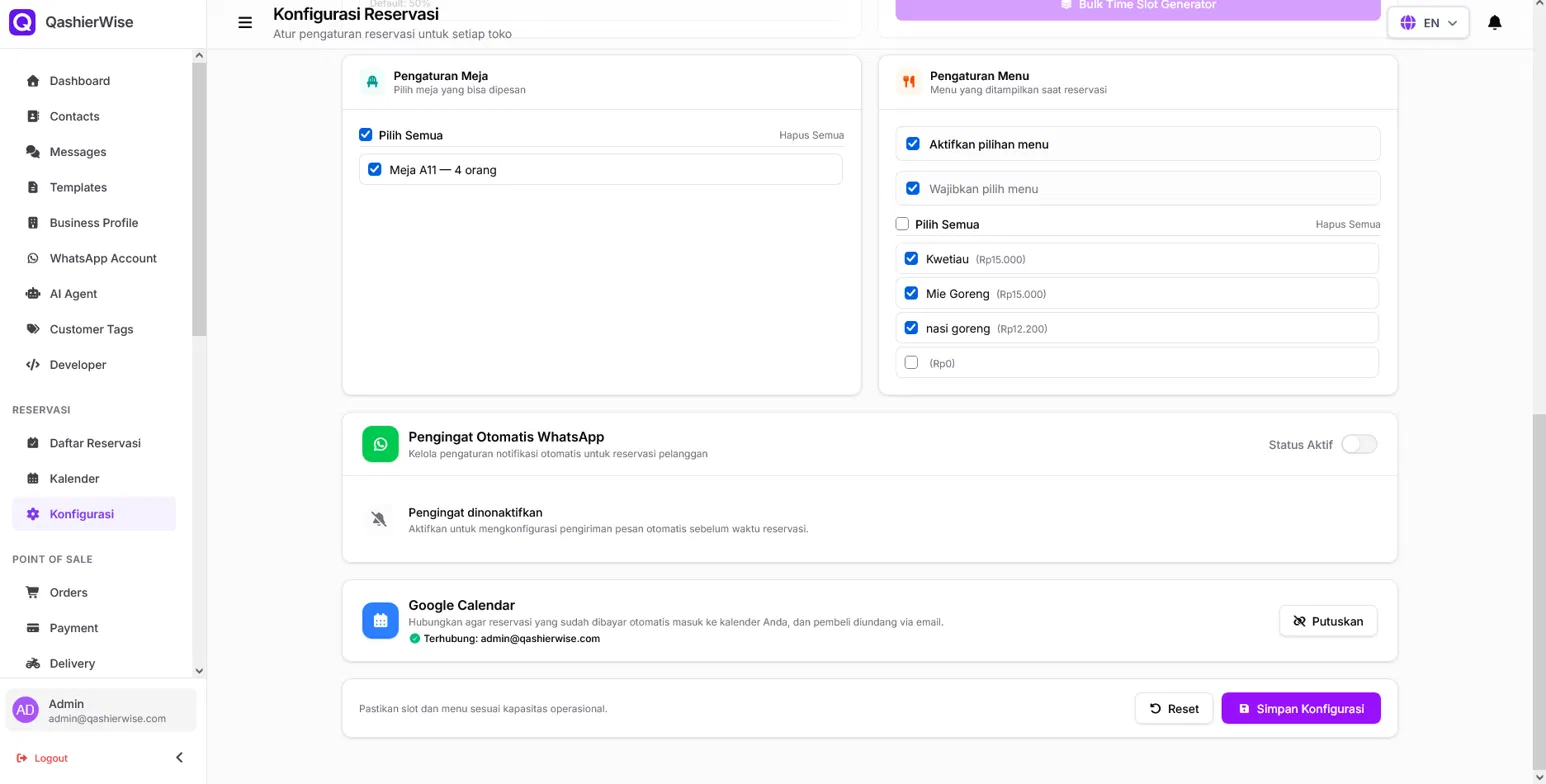 QashierWise
Konfigurasi Reservasi
Atur pengaturan reservasi untuk setiap toko
Default: 50%
Bulk Time Slot Generator
EN
Dashboard
Contacts
Messages
Templates
Business Profile
WhatsApp Account
AI Agent
Customer Tags
Developer
RESERVASI
Daftar Reservasi
Kalender
Konfigurasi
POINT OF SALE
Orders
Payment
Delivery
AD
Admin
admin@qashierwise.com
Logout
Pengaturan Meja
Pilih meja yang bisa dipesan
Pilih Semua
Hapus Semua
Meja A11 — 4 orang
Pengaturan Menu
Menu yang ditampilkan saat reservasi
Aktifkan pilihan menu
Wajibkan pilih menu
Pilih Semua
Hapus Semua
Kwetiau (Rp15.000)
Mie Goreng (Rp15.000)
nasi goreng (Rp12.200)
(Rp0)
Pengingat Otomatis WhatsApp
Kelola pengaturan notifikasi otomatis untuk reservasi pelanggan
Status Aktif
Pengingat dinonaktifkan
Aktifkan untuk mengkonfigurasi pengiriman pesan otomatis sebelum waktu reservasi.
Google Calendar
Hubungkan agar reservasi yang sudah dibayar otomatis masuk ke kalender Anda, dan pembeli diundang via email.
Terhubung: admin@qashierwise.com
Putuskan
Pastikan slot dan menu sesuai kapasitas operasional.
Reset
Simpan Konfigurasi